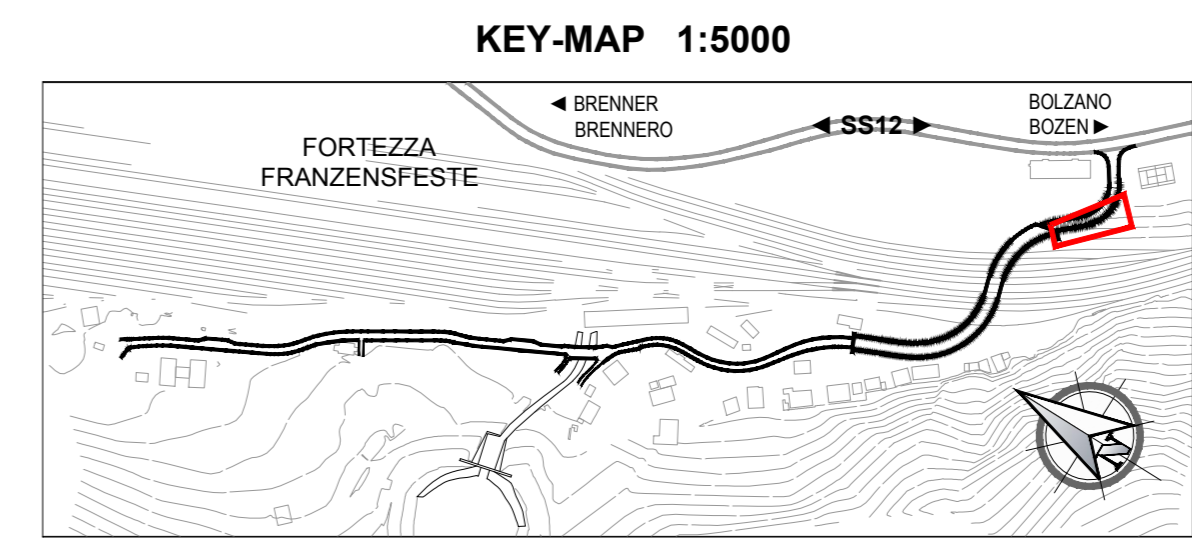 KEY-MAP 1:5000
◄ BRENNER
BRENNERO
◄ SS12 ►
BOLZANO
BOZEN ►
FORTEZZA
FRANZENSFESTE